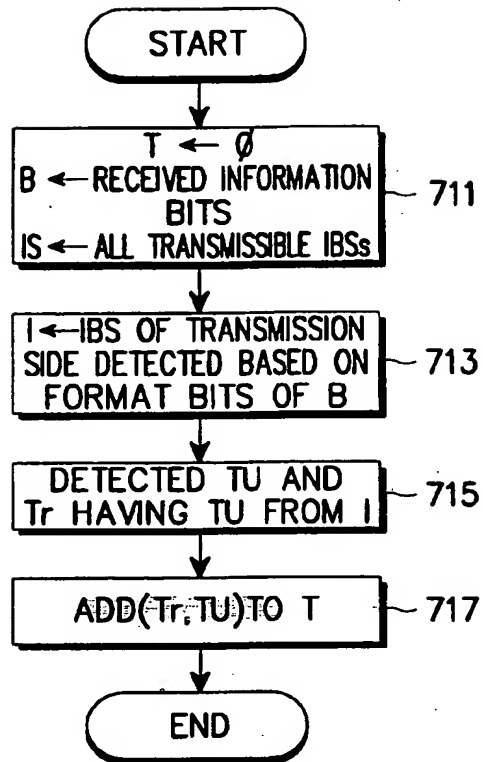 START
T ← ∅
B ← RECEIVED INFORMATION
BITS
IS ← ALL TRANSMISSIBLE IBSs
711
I ← IBS OF TRANSMISSION
SIDE DETECTED BASED ON
FORMAT BITS OF B
713
DETECTED TU AND
Tr HAVING TU FROM I
715
ADD(Tr, TU)TO T
717
END